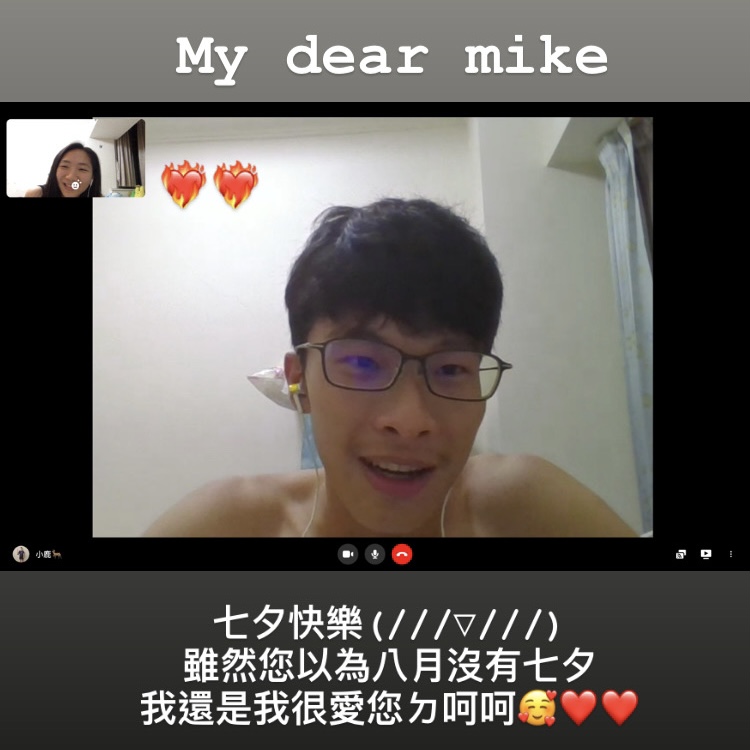 My dear mike
小鹿🦌
七夕快樂(///▽///)
雖然您以為八月沒有七夕
我還是我很愛您ㄉ呵呵🥰❤️❤️